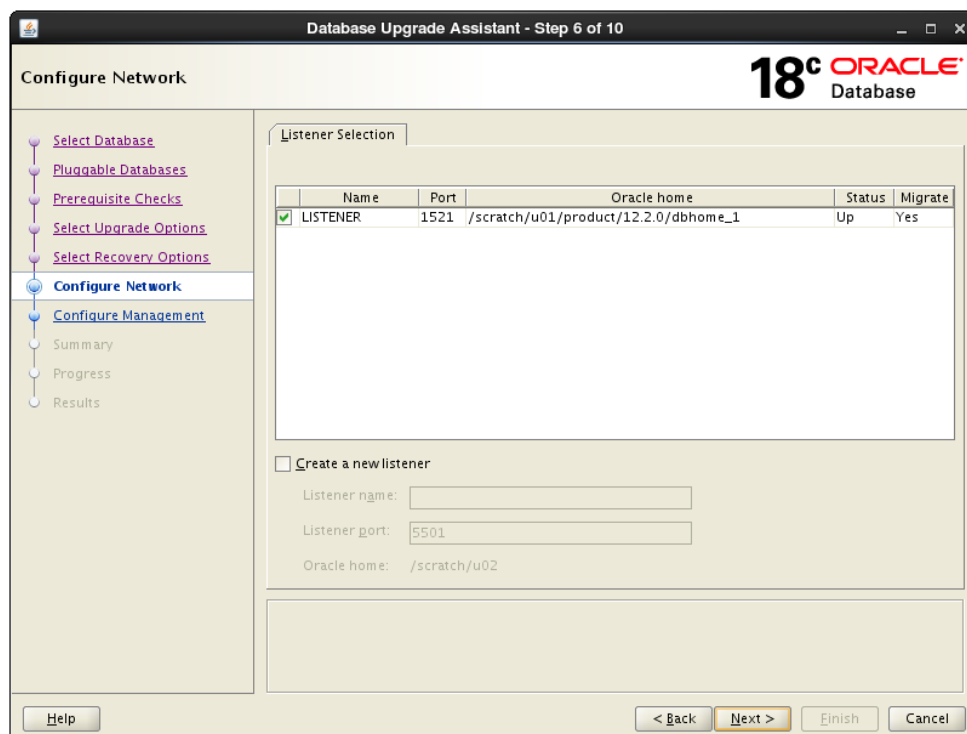 Database Upgrade Assistant - Step 6 of 10
Configure Network
18c ORACLE Database
Select Database
Pluggable Databases
Prerequisite Checks
Select Upgrade Options
Select Recovery Options
Configure Network
Configure Management
Summary
Progress
Results
Listener Selection
Name Port Oracle home Status Migrate
LISTENER 1521 /scratch/u01/product/12.2.0/dbhome_1 Up Yes
Create a new listener
Listener name:
Listener port: 5501
Oracle home: /scratch/u02
Help < Back Next > Finish Cancel